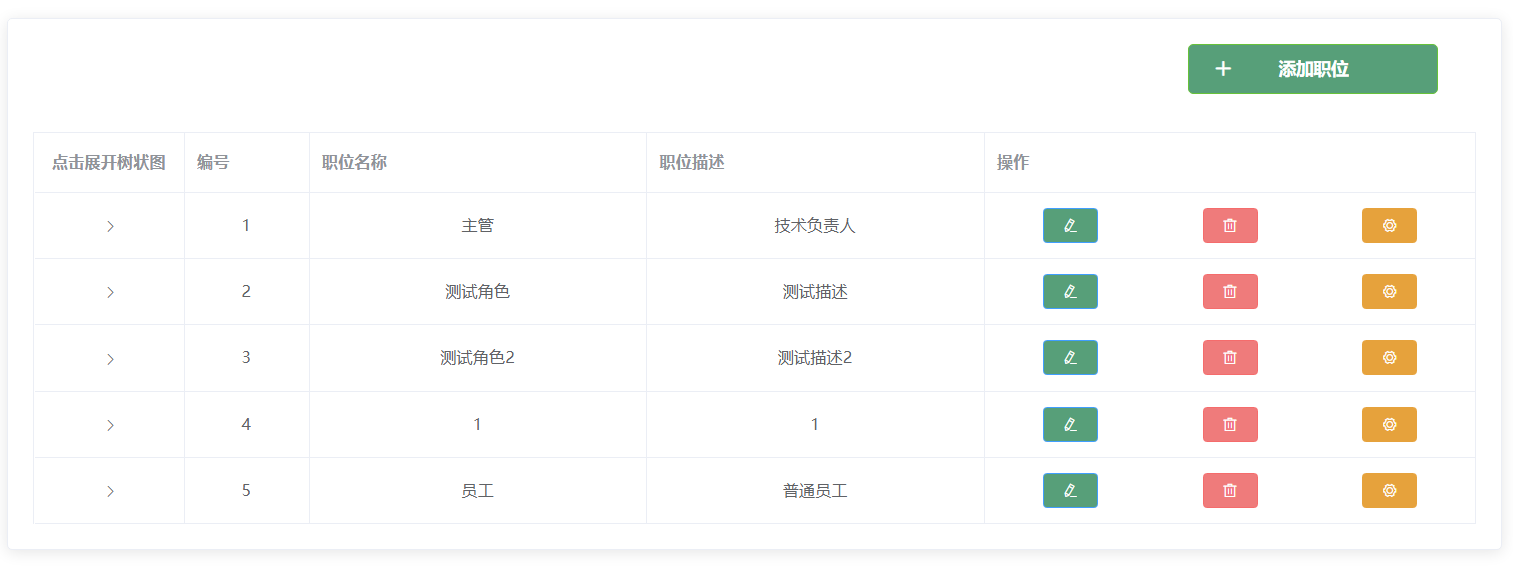 添加职位
点击展开树状图 编号 职位名称 职位描述 操作
1 主管 技术负责人
2 测试角色 测试描述
3 测试角色2 测试描述2
4 1 1
5 员工 普通员工